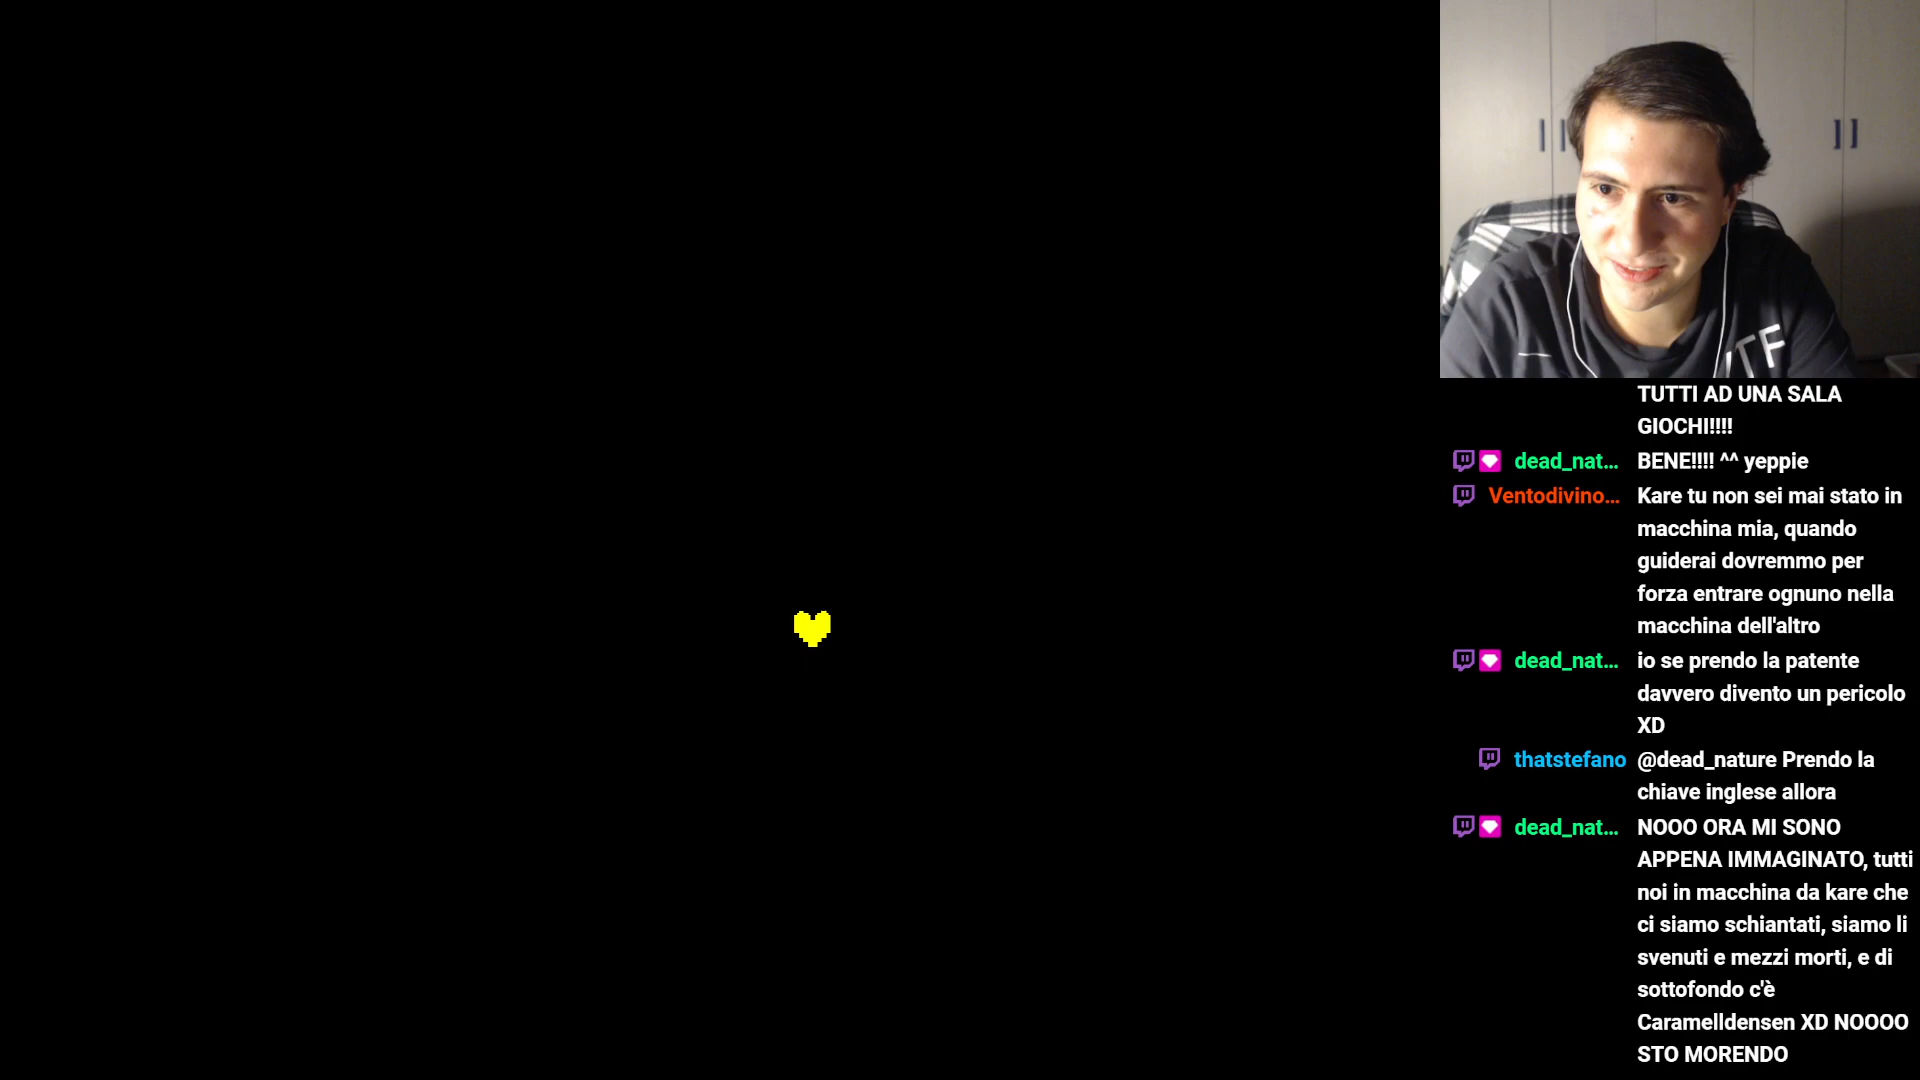 TF
TUTTI AD UNA SALA
GIOCHI!!!!
dead_nat... BENE!!!! ^^ yeppie
Ventodivino... Kare tu non sei mai stato in
macchina mia, quando
guiderai dovremmo per
forza entrare ognuno nella
macchina dell'altro
dead_nat... io se prendo la patente
davvero divento un pericolo
XD
thatstefano @dead_nature Prendo la
chiave inglese allora
dead_nat... NOOO ORA MI SONO
APPENA IMMAGINATO, tutti
noi in macchina da kare che
ci siamo schiantati, siamo li
svenuti e mezzi morti, e di
sottofondo c'è
Caramelldensen XD NOOOO
STO MORENDO